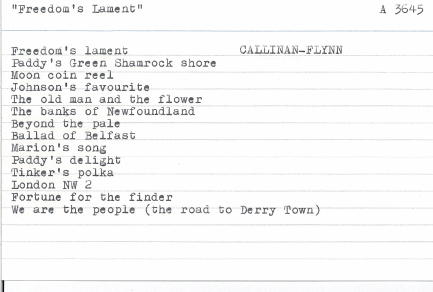 "Freedom's Lament" A 3645
Freedom's lament CALLINAN-FLYNN
Paddy's Green Shamrock shore
Moon coin reel
Johnson's favourite
The old man and the flower
The banks of Newfoundland
Beyond the pale
Ballad of Belfast
Marion's song
Paddy's delight
Tinker's polka
London NW 2
Fortune for the finder
We are the people (the road to Derry Town)